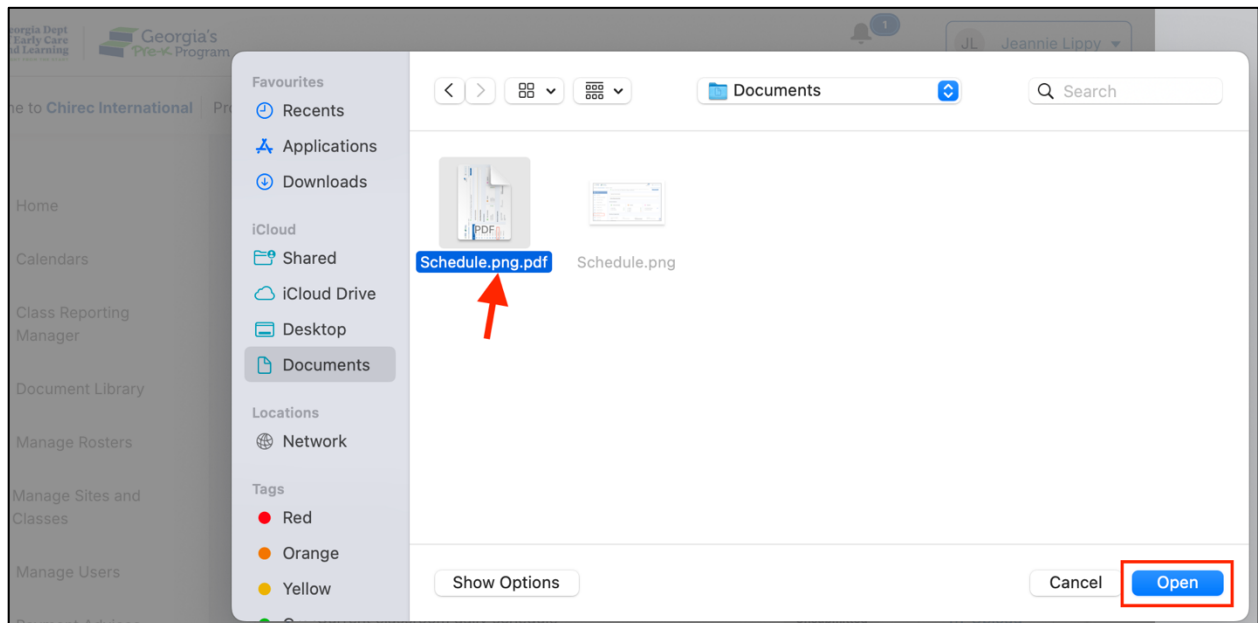 orgia Dept
Early Care
nd Learning
Georgia's
Pre-K Program
1
JL Jeannie Lippy
e to Chirec International
Home
Calendars
Class Reporting
Manager
Document Library
Manage Rosters
Manage Sites and
Classes
Manage Users
Favourites
Recents
Applications
Downloads
iCloud
Shared
iCloud Drive
Desktop
Documents
Locations
Network
Tags
Red
Orange
Yellow
Documents
Search
PDF
Schedule.png.pdf
Schedule.png
Show Options
Cancel
Open